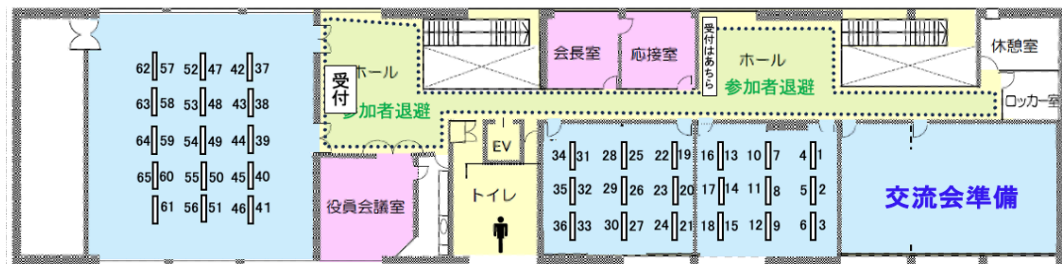 受付
ホール
参加者退避
会長室
応接室
受付はあちら
ホール
参加者退避
休憩室
ロッカー室
62 57 52 47 42 37
63 58 53 48 43 38
64 59 54 49 44 39
65 60 55 50 45 40
61 56 51 46 41
役員会議室
EV
トイレ
34 31 28 25 22 19 16 13 10 7 4 1
35 32 29 26 23 20 17 14 11 8 5 2
36 33 30 27 24 21 18 15 12 9 6 3
交流会準備